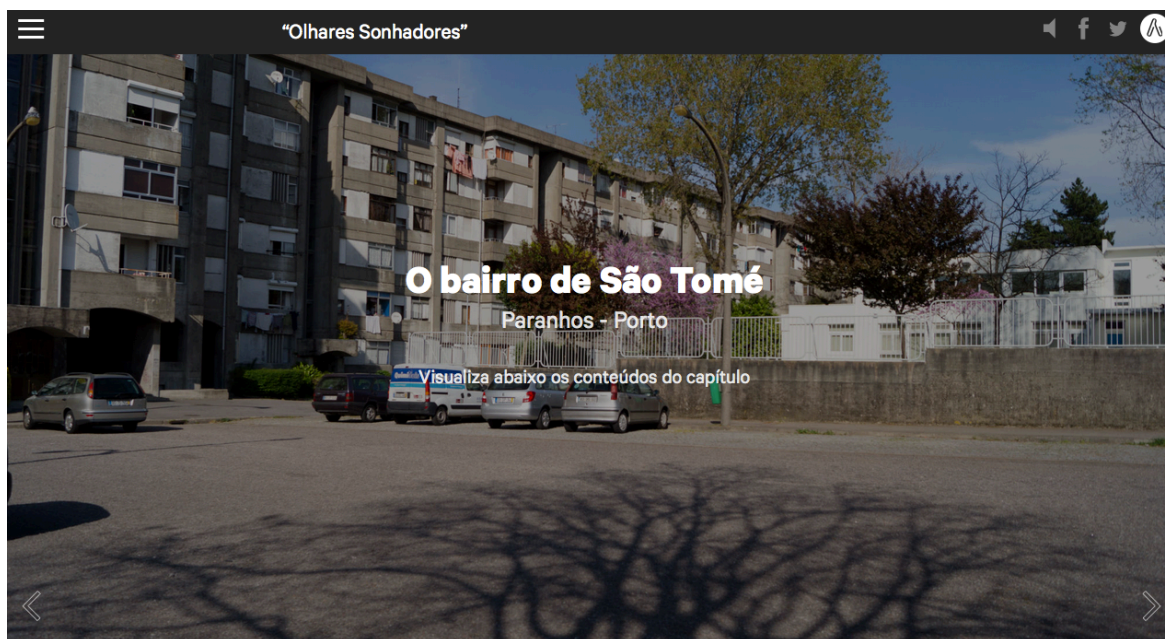 “Olhares Sonhadores”
O bairro de São Tomé
Paranhos - Porto
Visualiza abaixo os conteúdos do capítulo